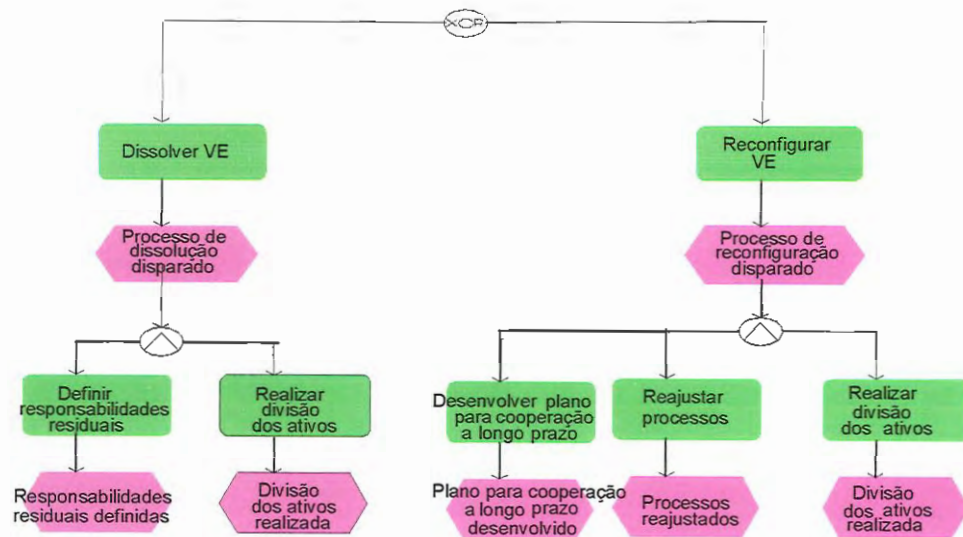 XOR
Dissolver VE
Reconfigurar
VE
Processo de
dissolução
disparado
Processo de
reconfiguração
disparado
Definir
responsabilidades
residuais
Realizar
divisão
dos ativos
Desenvolver plano
para cooperação
a longo prazo
Reajustar
processos
Realizar
divisão
dos ativos
Responsabilidades
residuais definidas
Divisão
dos ativos
realizada
Plano para cooperação
a longo prazo
desenvolvido
Processos
reajustados
Divisão
dos ativos
realizada